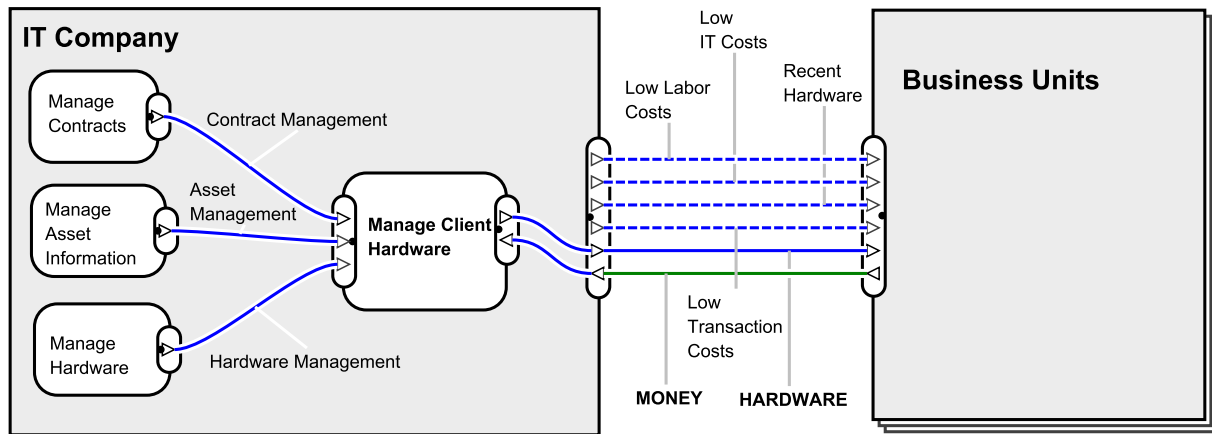 IT Company
Manage
Contracts
Contract Management
Manage
Asset
Information
Asset
Management
Manage
Hardware
Hardware Management
Manage Client
Hardware
Low
IT Costs
Low Labor
Costs
Recent
Hardware
Low
Transaction
Costs
MONEY
HARDWARE
Business Units